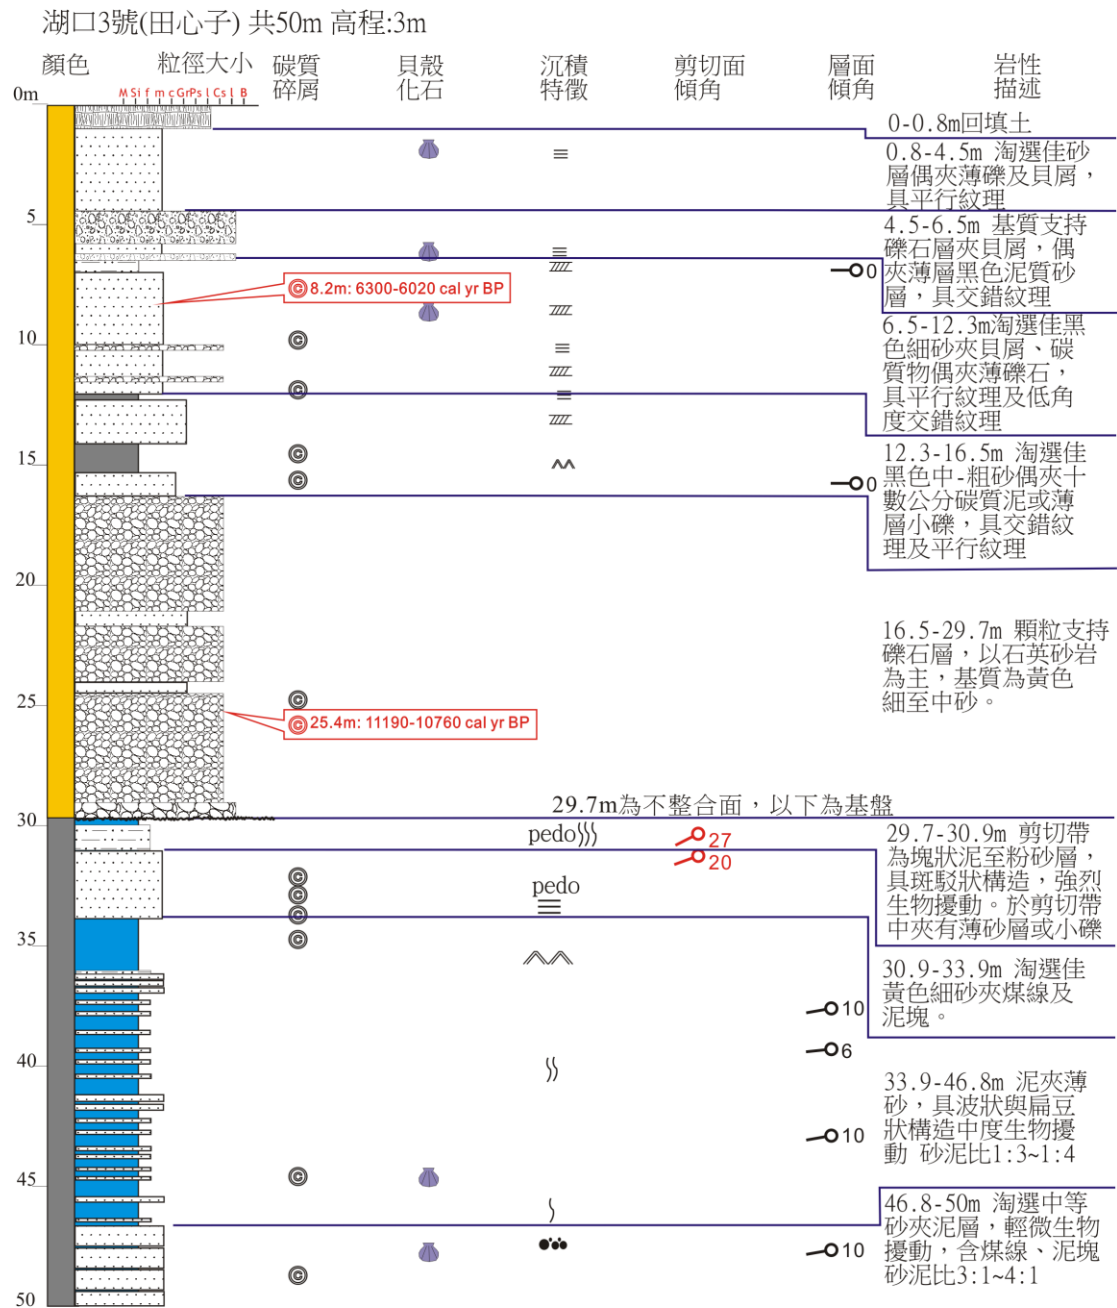 湖口3號(田心子) 共50m 高程:3m
顏色
粒徑大小
碳質
碎屑
貝殼
化石
沉積
特徵
剪切面
傾角
層面
傾角
岩性
描述
M Si f m c Gr Ps l Cs l B
0m
0-0.8m回填土
0.8-4.5m 淘選佳砂
層偶夾薄礫及貝屑，
具平行紋理
5
4.5-6.5m 基質支持
礫石層夾貝屑，偶
夾薄層黑色泥質砂
層，具交錯紋理
0
© 8.2m: 6300-6020 cal yr BP
6.5-12.3m淘選佳黑
色細砂夾貝屑、碳
質物偶夾薄礫石，
具平行紋理及低角
度交錯紋理
10
©
©
12.3-16.5m 淘選佳
黑色中-粗砂偶夾十
數公分碳質泥或薄
層小礫，具交錯紋
理及平行紋理
15
©
©
0
20
16.5-29.7m 顆粒支持
礫石層，以石英砂岩
為主，基質為黃色
細至中砂。
25
©
© 25.4m: 11190-10760 cal yr BP
29.7m為不整合面，以下為基盤
30
pedo
27
20
29.7-30.9m 剪切帶
為塊狀泥至粉砂層，
具斑駁狀構造，強烈
生物擾動。於剪切帶
中夾有薄砂層或小礫
©
©
©
pedo
35
©
30.9-33.9m 淘選佳
黃色細砂夾煤線及
泥塊。
10
6
40
33.9-46.8m 泥夾薄
砂，具波狀與扁豆
狀構造中度生物擾
動 砂泥比1:3~1:4
10
45
©
46.8-50m 淘選中等
砂夾泥層，輕微生物
擾動，含煤線、泥塊
砂泥比3:1~4:1
10
©
50